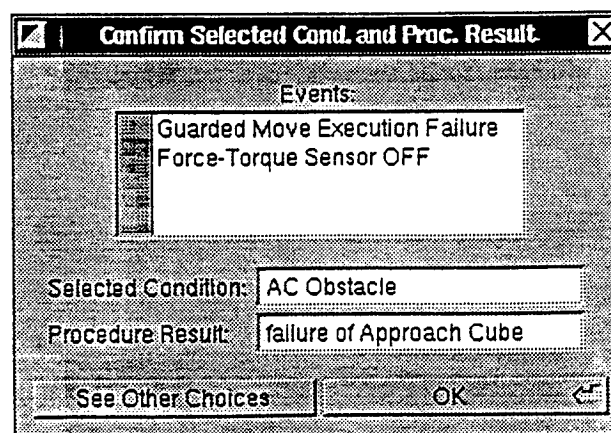 Confirm Selected Cond. and Proc. Result
Events:
Guarded Move Execution Failure
Force-Torque Sensor OFF
Selected Condition: AC Obstacle
Procedure Result: failure of Approach Cube
See Other Choices OK